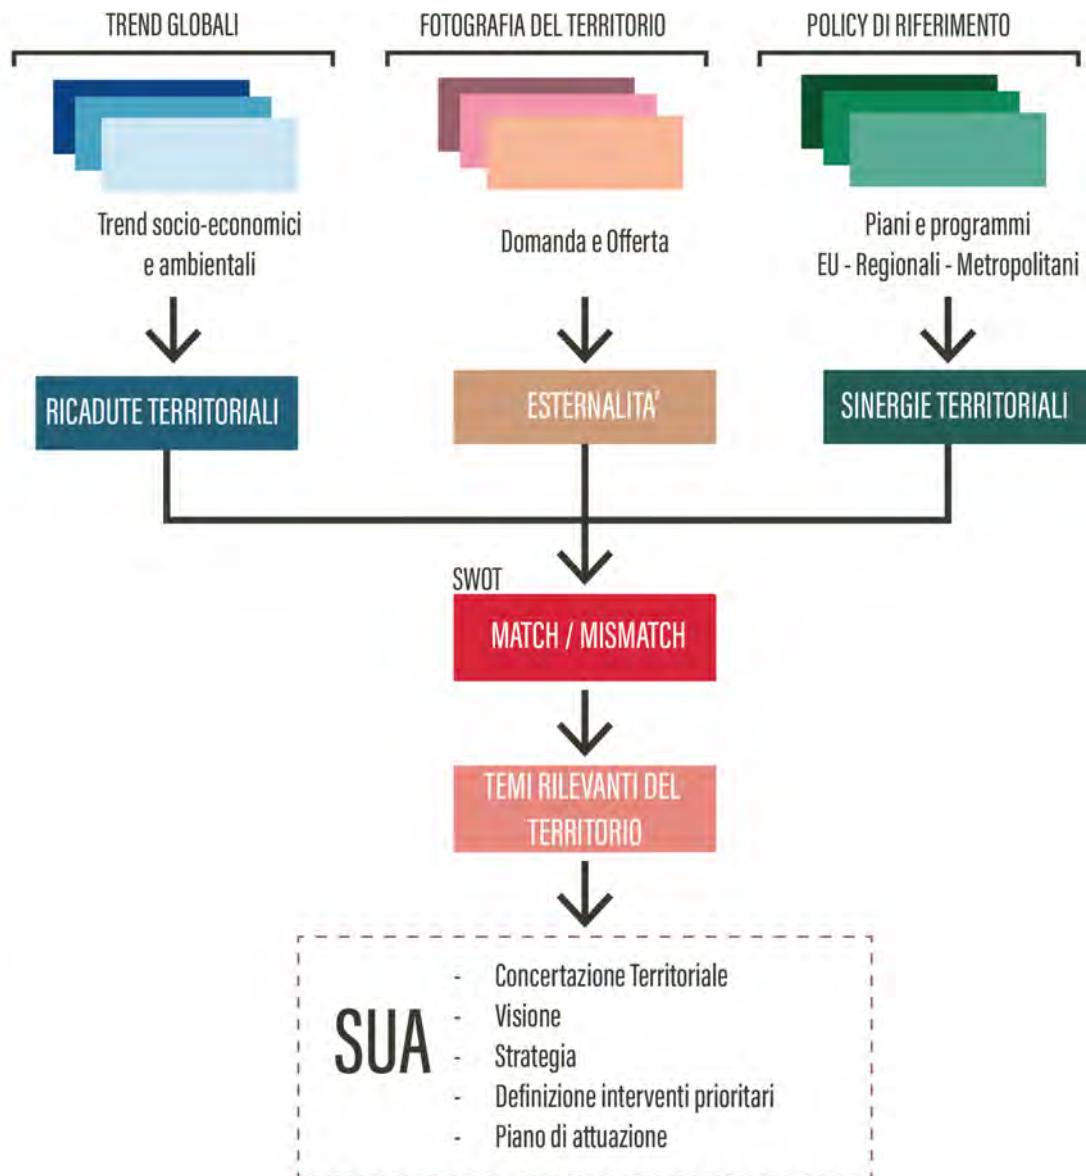 TREND GLOBALI
FOTOGRAFIA DEL TERRITORIO
POLICY DI RIFERIMENTO
Trend socio-economici
e ambientali
Domanda e Offerta
Piani e programmi
EU - Regionali - Metropolitani
RICADUTE TERRITORIALI
ESTERNALITA'
SINERGIE TERRITORIALI
SWOT
MATCH / MISMATCH
TEMI RILEVANTI DEL
TERRITORIO
SUA
- Concertazione Territoriale
- Visione
- Strategia
- Definizione interventi prioritari
- Piano di attuazione